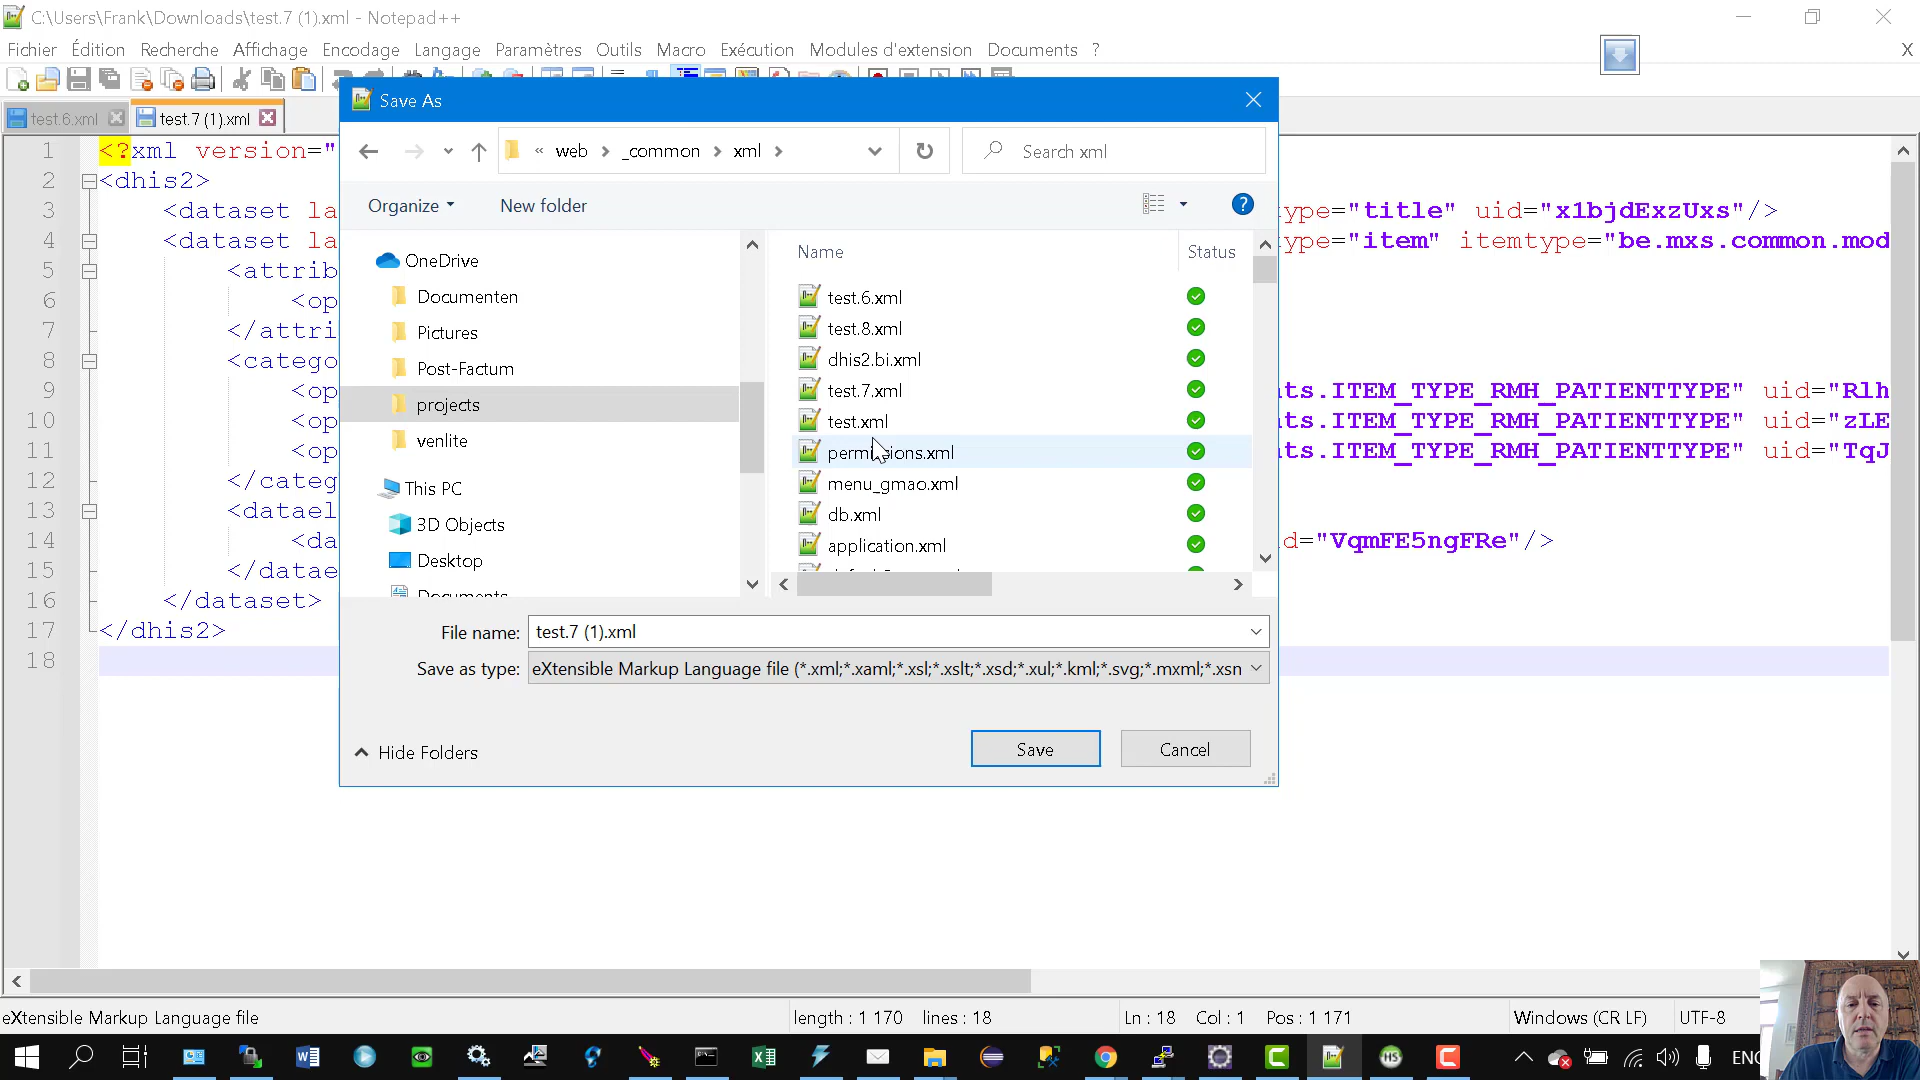 C:\Users\Frank\Downloads\test.7 (1).xml - Notepad++
Fichier Édition Recherche Affichage Encodage Langage Paramètres Outils Macro Exécution Modules d'extension Documents ? X
test.6.xml test.7 (1).xml
Save As
« web > _common > xml >
Search xml
Organize New folder
OneDrive
Documenten
Pictures
Post-Factum
projects
venlite
This PC
3D Objects
Desktop
Documents
Name Status
test.6.xml
test.8.xml
dhis2.bi.xml
test.7.xml
test.xml
permissions.xml
menu_gmao.xml
db.xml
application.xml
File name: test.7 (1).xml
Save as type: eXtensible Markup Language file (*.xml;*.xaml;*.xsl;*.xslt;*.xsd;*.xul;*.kml;*.svg;*.mxml;*.xsn
Hide Folders
Save Cancel
1 <?xml version="
2 <dhis2>
3 <dataset la ype="title" uid="x1bjdExzUxs"/>
4 <dataset la ype="item" itemtype="be.mxs.common.mod
5 <attrib
6 <op
7 </attri
8 <catego
9 <op ts.ITEM_TYPE_RMH_PATIENTTYPE" uid="Rlh
10 <op ts.ITEM_TYPE_RMH_PATIENTTYPE" uid="zLE
11 <op ts.ITEM_TYPE_RMH_PATIENTTYPE" uid="TqJ
12 </categ
13 <datael
14 <da d="VqmFE5ngFRe"/>
15 </datae
16 </dataset>
17 </dhis2>
18
eXtensible Markup Language file length : 1 170 lines : 18 Ln : 18 Col : 1 Pos : 1 171 Windows (CR LF) UTF-8
ENG